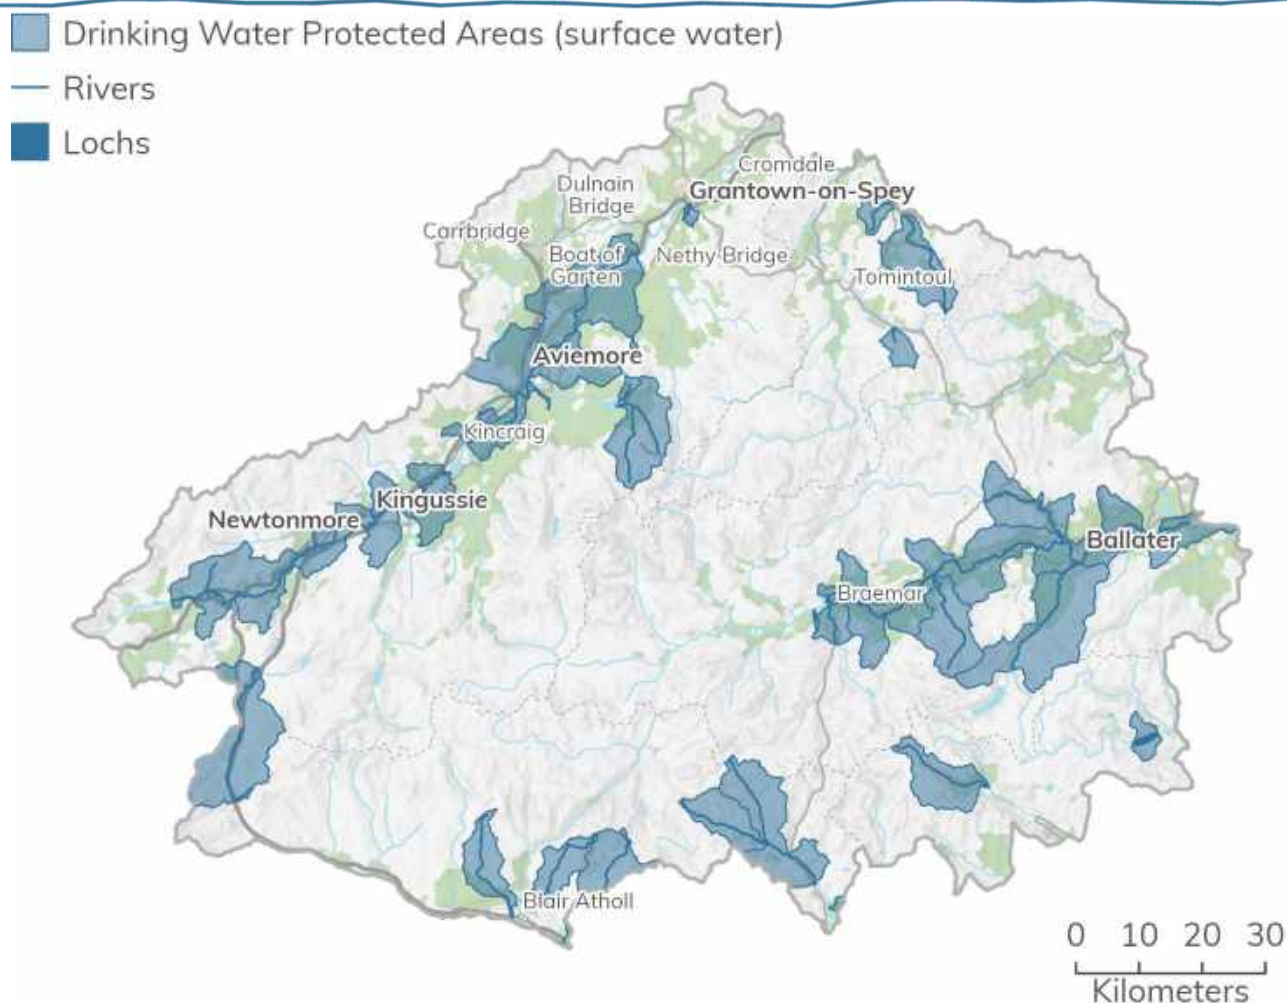 Drinking Water Protected Areas (surface water)
Rivers
Lochs
Cromdale
Grantown-on-Spey
Dulnain
Bridge
Carrbridge
Boat of
Garten
Nethy Bridge
Tomintoul
Aviemore
Kincraig
Kingussie
Newtonmore
Ballater
Braemar
Blair Atholl
0 10 20 30
Kilometers